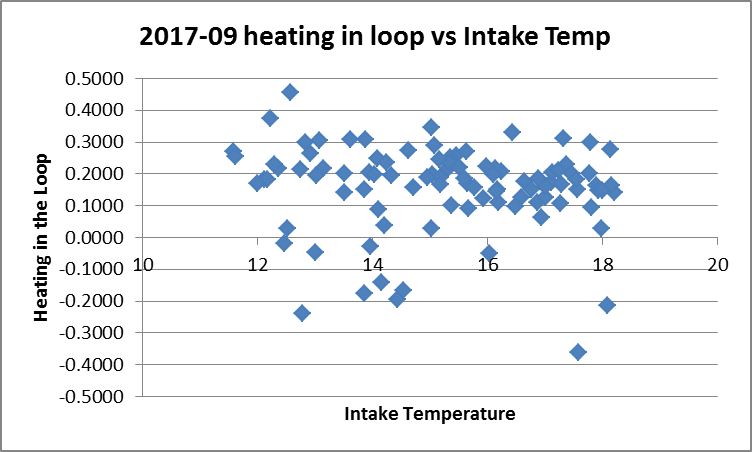 2017-09 heating in loop vs Intake Temp
0.5000
0.4000
0.3000
0.2000
0.1000
0.0000
-0.1000
-0.2000
-0.3000
-0.4000
-0.5000
Heating in the Loop
10 12 14 16 18 20
Intake Temperature